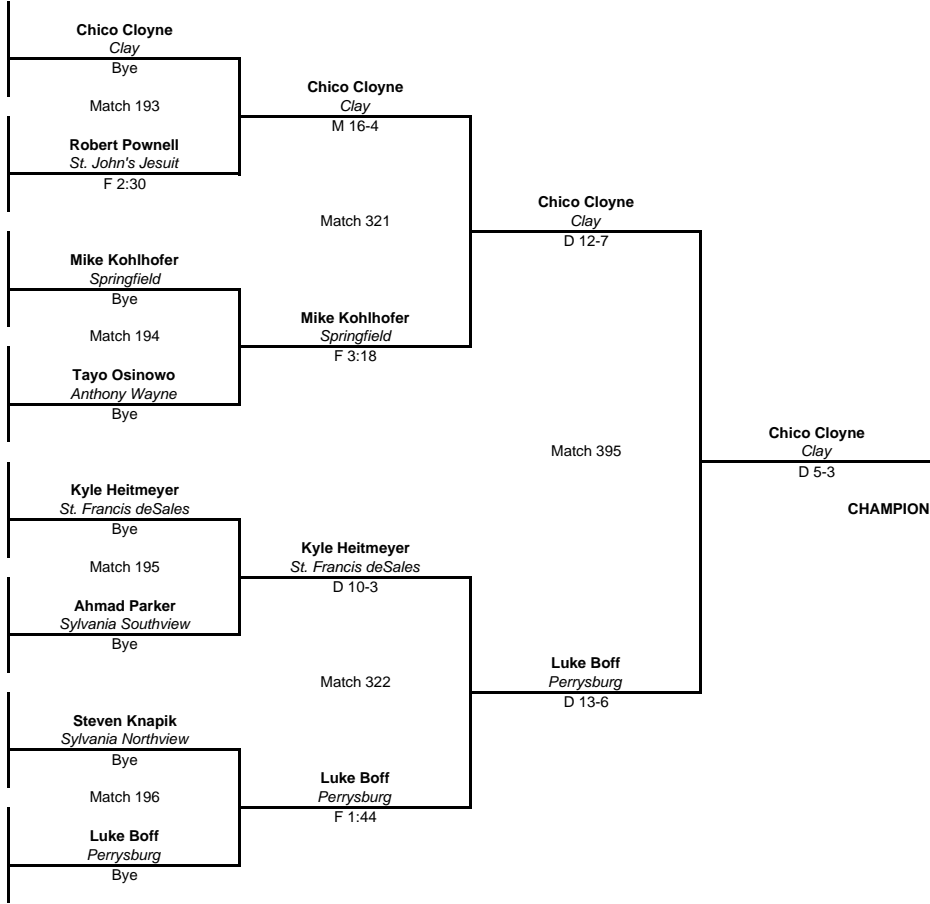 Chico Cloyne
Clay
Bye
Match 193
Robert Pownell
St. John's Jesuit
F 2:30
Chico Cloyne
Clay
M 16-4
Match 321
Mike Kohlhofer
Springfield
Bye
Match 194
Tayo Osinowo
Anthony Wayne
Bye
Mike Kohlhofer
Springfield
F 3:18
Chico Cloyne
Clay
D 12-7
Match 395
Chico Cloyne
Clay
D 5-3
CHAMPION
Kyle Heitmeyer
St. Francis deSales
Bye
Match 195
Ahmad Parker
Sylvania Southview
Bye
Kyle Heitmeyer
St. Francis deSales
D 10-3
Match 322
Luke Boff
Perrysburg
D 13-6
Steven Knapik
Sylvania Northview
Bye
Match 196
Luke Boff
Perrysburg
Bye
Luke Boff
Perrysburg
F 1:44